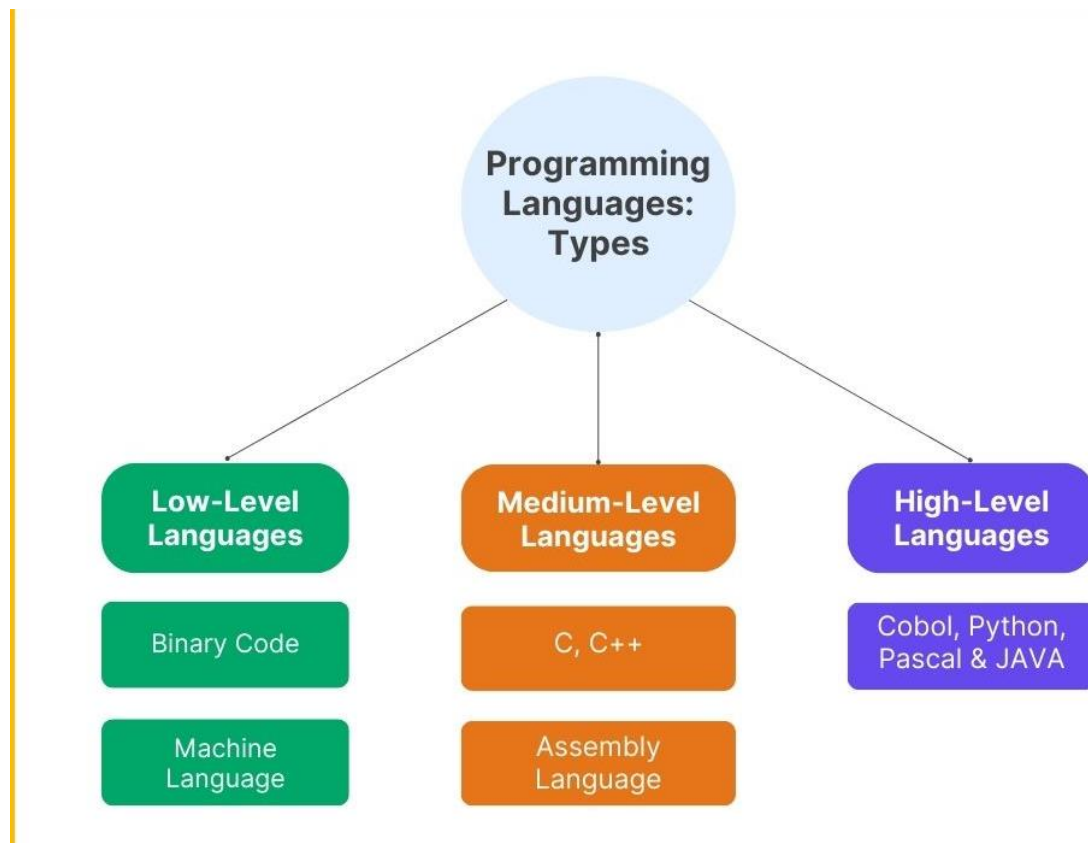 Programming
Languages:
Types
Low-Level
Languages
Binary Code
Machine
Language
Medium-Level
Languages
C, C++
Assembly
Language
High-Level
Languages
Cobol, Python,
Pascal & JAVA